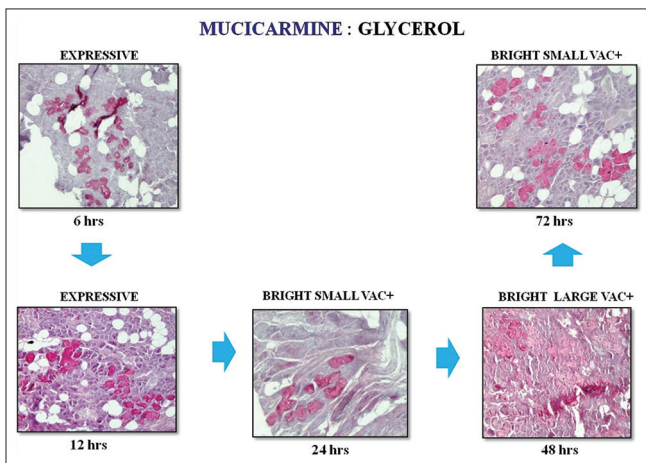 MUCICARMINE : GLYCEROL
EXPRESSIVE
6 hrs
EXPRESSIVE
12 hrs
BRIGHT SMALL VAC+
24 hrs
BRIGHT LARGE VAC+
48 hrs
BRIGHT SMALL VAC+
72 hrs